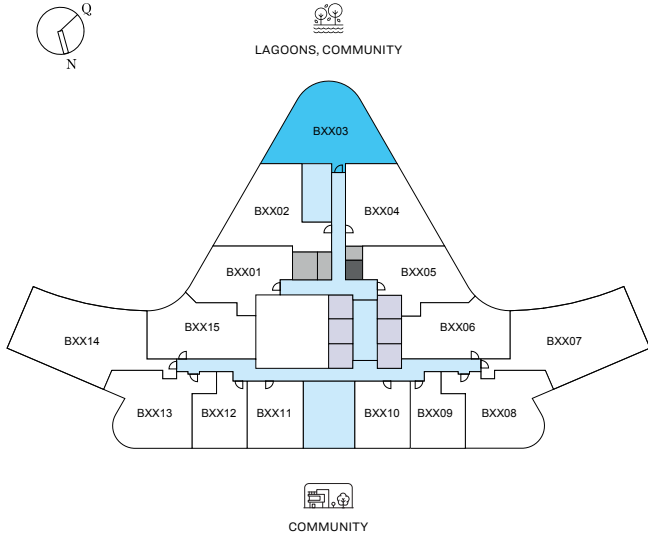 Q
N
LAGOONS, COMMUNITY
BXX03
BXX02 BXX04
BXX01 BXX05
BXX15 BXX06
BXX14 BXX07
BXX13 BXX12 BXX11 BXX10 BXX09 BXX08
COMMUNITY